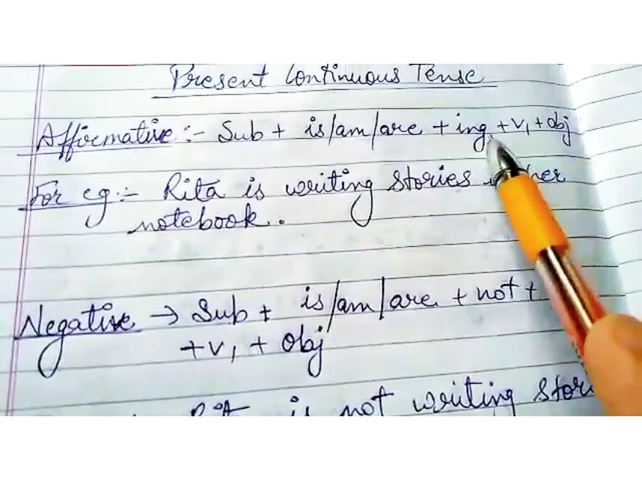 Present Continuous Tense
Affirmative :- Sub + is/am/are + ing + v1 + obj
For eg :- Rita is writing stories her
notebook.
Negative → Sub + is/am/are + not +
+ v1 + obj
is not writing